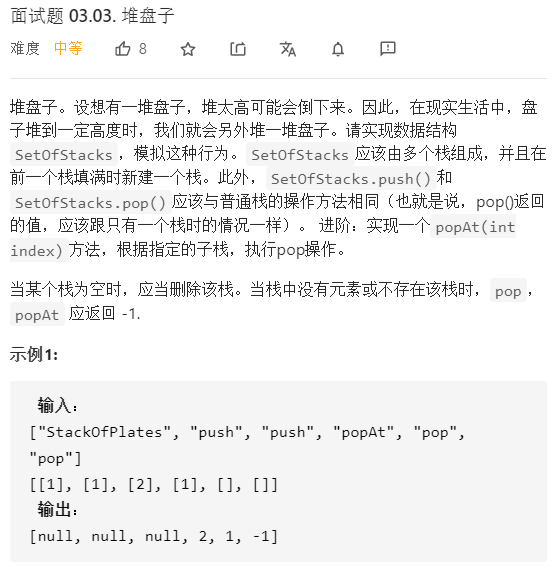 面试题 03.03. 堆盘子
难度 中等 8
堆盘子。设想有一堆盘子，堆太高可能会倒下来。因此，在现实生活中，盘
子堆到一定高度时，我们就会另外堆一堆盘子。请实现数据结构
SetOfStacks，模拟这种行为。SetOfStacks 应该由多个栈组成，并且在
前一个栈填满时新建一个栈。此外，SetOfStacks.push() 和
SetOfStacks.pop() 应该与普通栈的操作方法相同（也就是说，pop()返回
的值，应该跟只有一个栈时的情况一样）。 进阶：实现一个popAt(int
index)方法，根据指定的子栈，执行pop操作。
当某个栈为空时，应当删除该栈。当栈中没有元素或不存在该栈时，pop，
popAt 应返回 -1.
示例1:
输入：
["StackOfPlates", "push", "push", "popAt", "pop",
"pop"]
[[1], [1], [2], [1], [], []]
输出：
[null, null, null, 2, 1, -1]